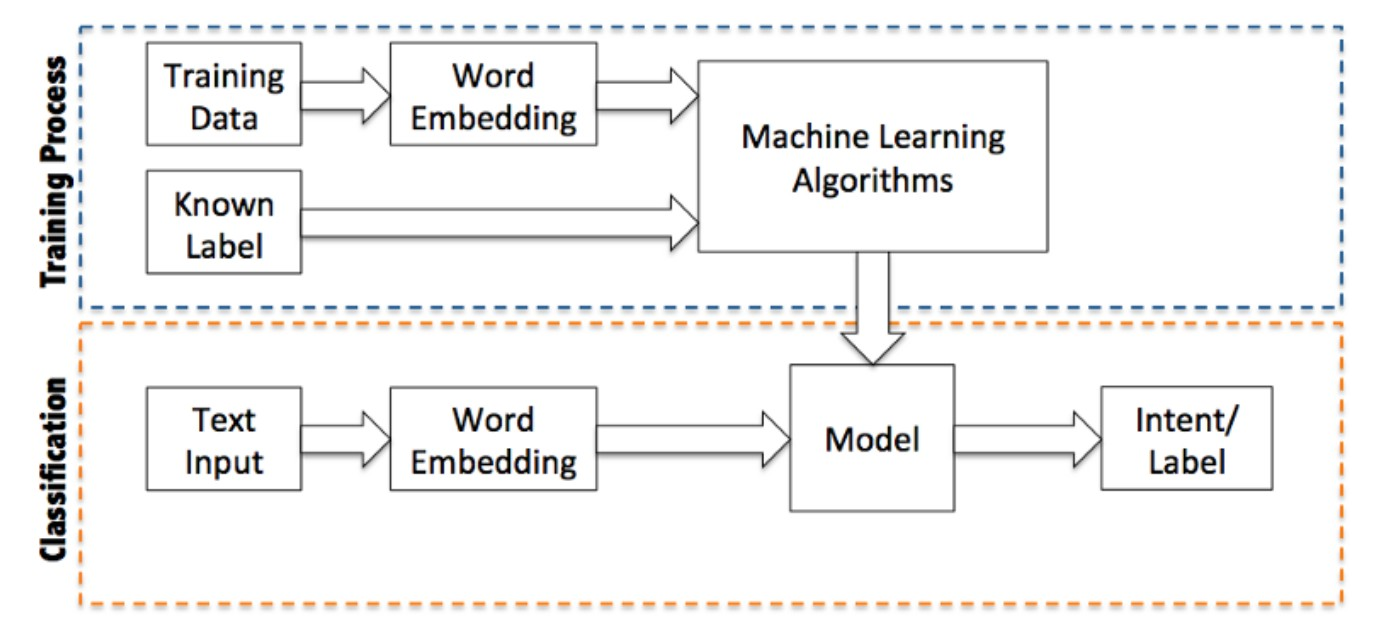 Training Process
Training
Data
Word
Embedding
Machine Learning
Algorithms
Known
Label
Classification
Text
Input
Word
Embedding
Model
Intent/
Label